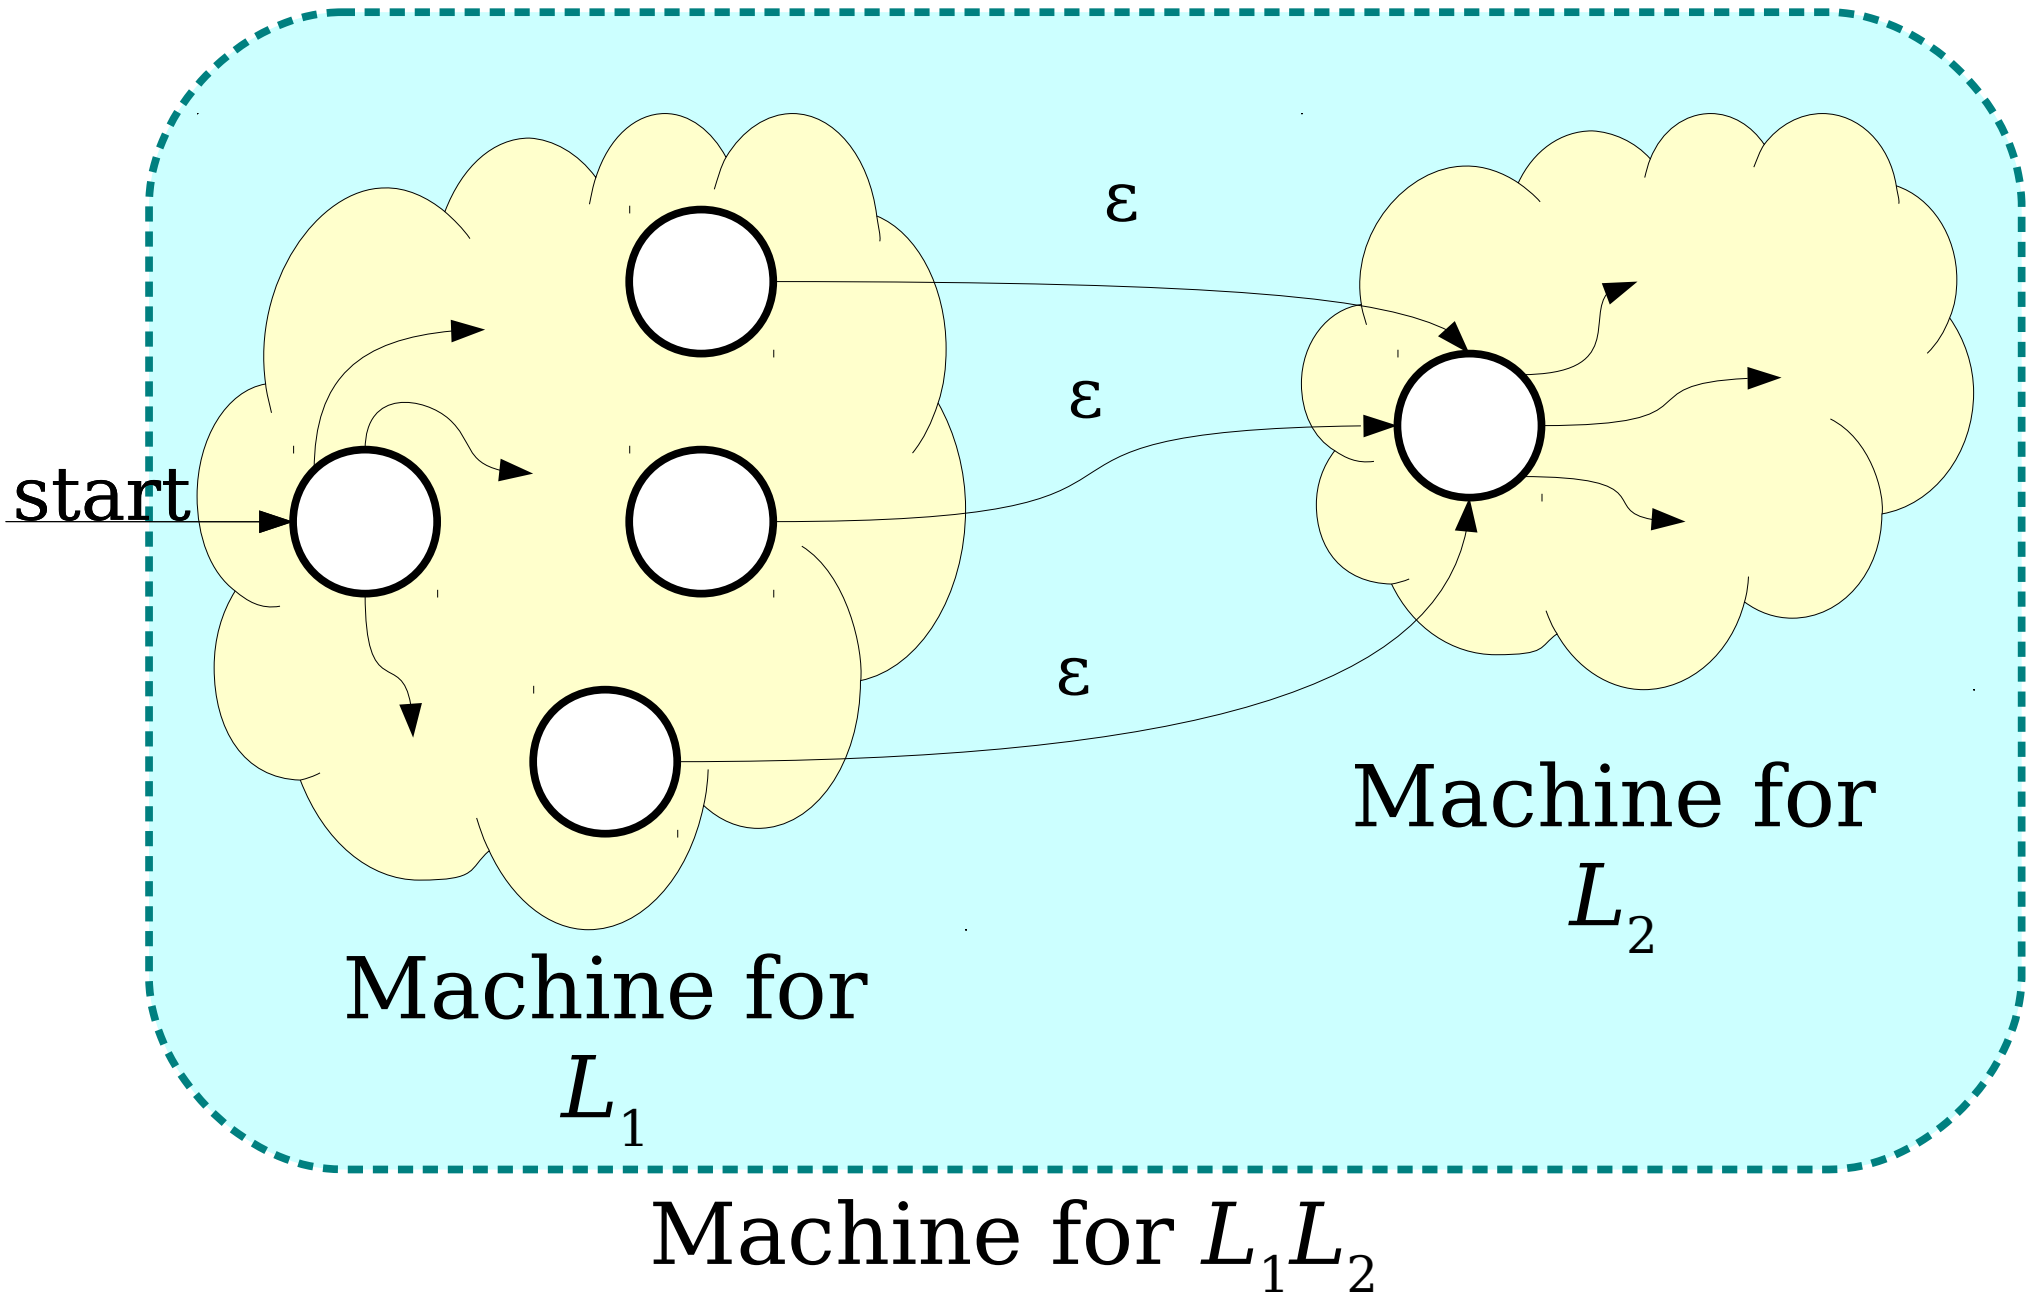 ε
ε
start
ε
Machine for
L₂
Machine for
L₁
Machine for L₁L₂